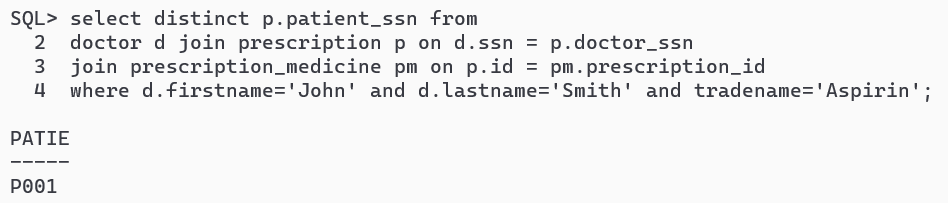 SQL> select distinct p.patient_ssn from
2 doctor d join prescription p on d.ssn = p.doctor_ssn
3 join prescription_medicine pm on p.id = pm.prescription_id
4 where d.firstname='John' and d.lastname='Smith' and tradename='Aspirin';
PATIE
-----
P001